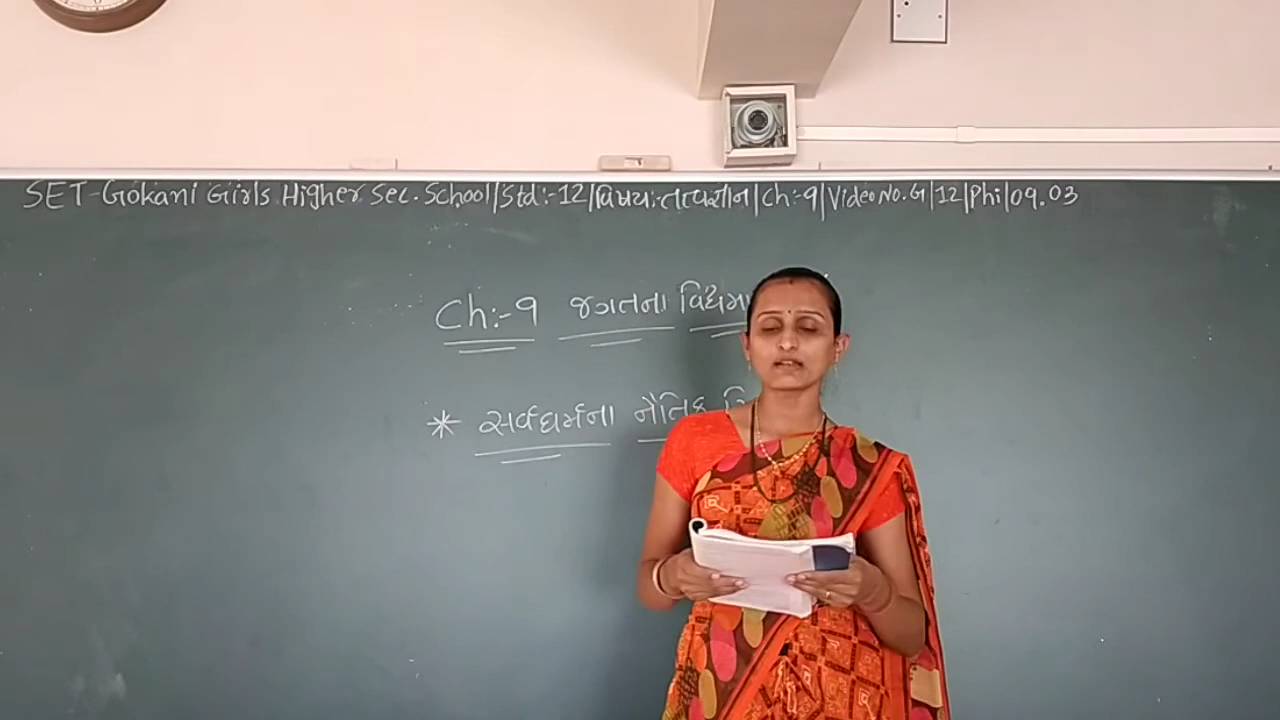 SET-Gokani Girls Higher Sec. School|Std:-12|વિષય:-તત્વજ્ઞાન|Ch:-9|Video No. G|12|Phi|09.03
Ch:-9 જગતના
* સર્વધર્મના